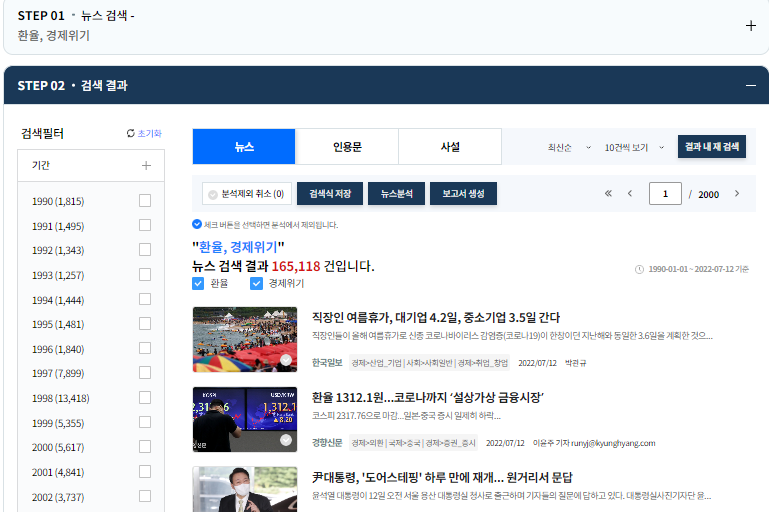 STEP 01 • 뉴스 검색 -
환율, 경제위기
STEP 02 • 검색 결과
검색필터
초기화
기간
1990 (1,815)
1991 (1,495)
1992 (1,343)
1993 (1,257)
1994 (1,444)
1995 (1,481)
1996 (1,840)
1997 (7,899)
1998 (13,418)
1999 (5,355)
2000 (5,617)
2001 (4,841)
2002 (3,737)
뉴스 인용문 사설
최신순 10건씩 보기 결과 내 재 검색
분석제외 취소 (0) 검색식 저장 뉴스분석 보고서 생성
1 / 2000
체크 버튼을 선택하면 분석에서 제외됩니다.
"환율, 경제위기"
뉴스 검색 결과 165,118 건입니다.
1990-01-01 ~ 2022-07-12 기준
환율 경제위기
직장인 여름휴가, 대기업 4.2일, 중소기업 3.5일 간다
직장인들이 올해 여름휴가로 신종 코로나바이러스 감염증(코로나19)이 한창이던 지난해와 동일한 3.6일을 계획한 것으...
한국일보 경제>산업_기업 | 사회>사회일반 | 경제>취업_창업 2022/07/12 박관규
환율 1312.1원...코로나까지 ‘설상가상 금융시장’
코스피 2317.76으로 마감...일본·중국 증시 일제히 하락...
경향신문 경제>외환 | 국제>중국 | 경제>증권_증시 2022/07/12 이윤주 기자 runyj@kyunghyang.com
KOSPI
USD/KRW
1,312.1
尹대통령, '도어스테핑' 하루 만에 재개... 원거리서 문답
윤석열 대통령이 12일 오전 서울 용산 대통령실 청사로 출근하며 기자들의 질문에 답하고 있다. 대통령실사진기자단 윤...